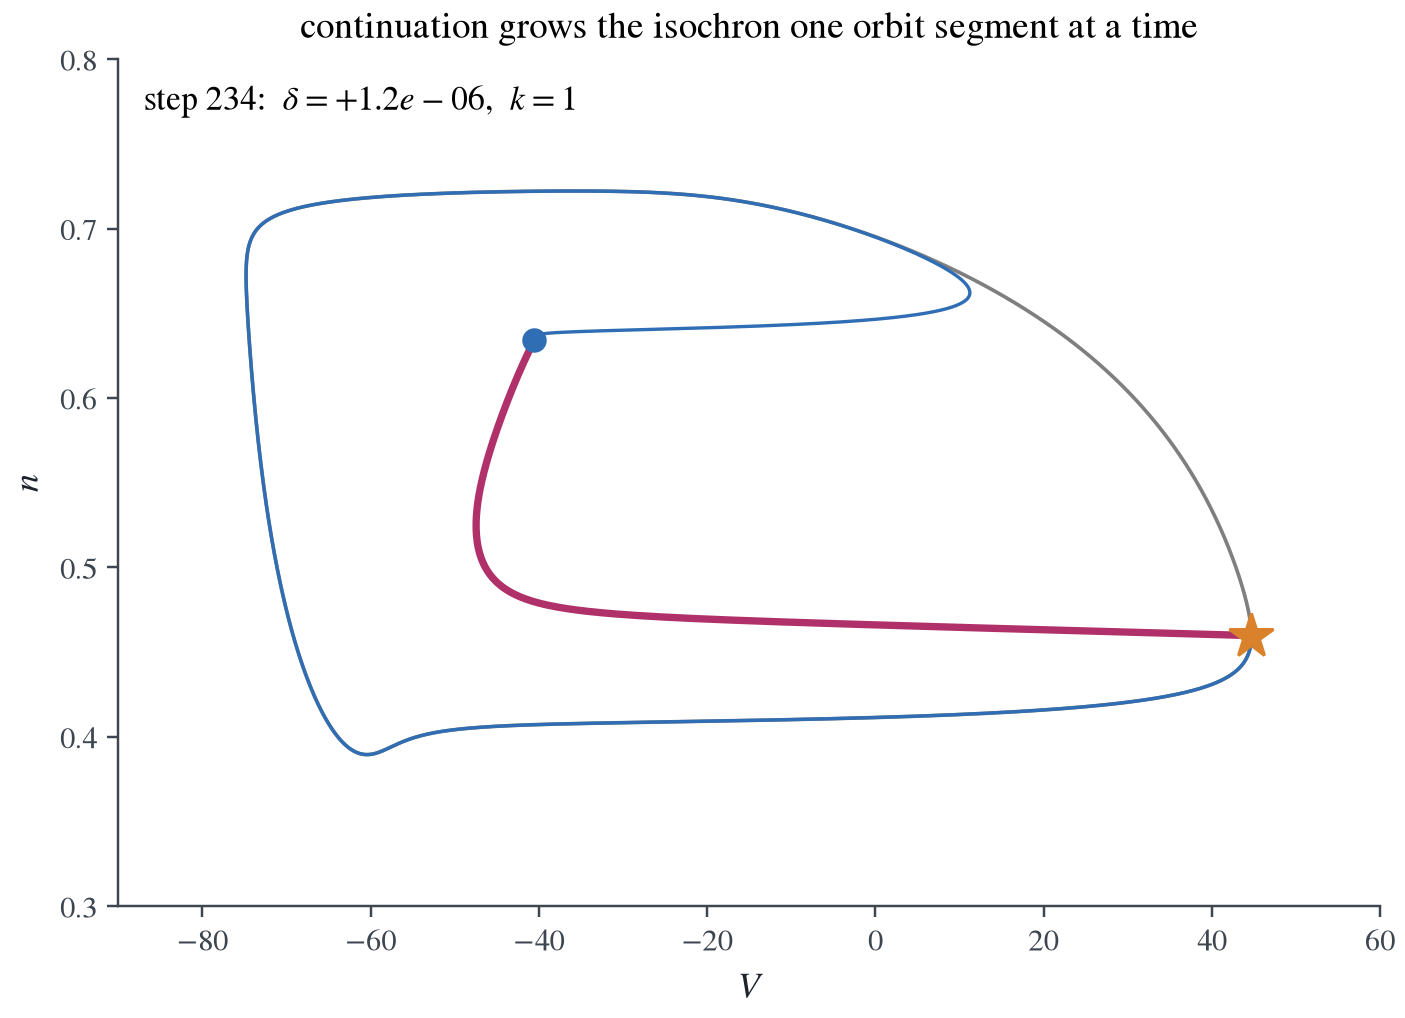 continuation grows the isochron one orbit segment at a time
step 234:  δ = +1.2e − 06,  k = 1
0.8
0.7
0.6
0.5
0.4
0.3
n
−80 −60 −40 −20 0 20 40 60
V